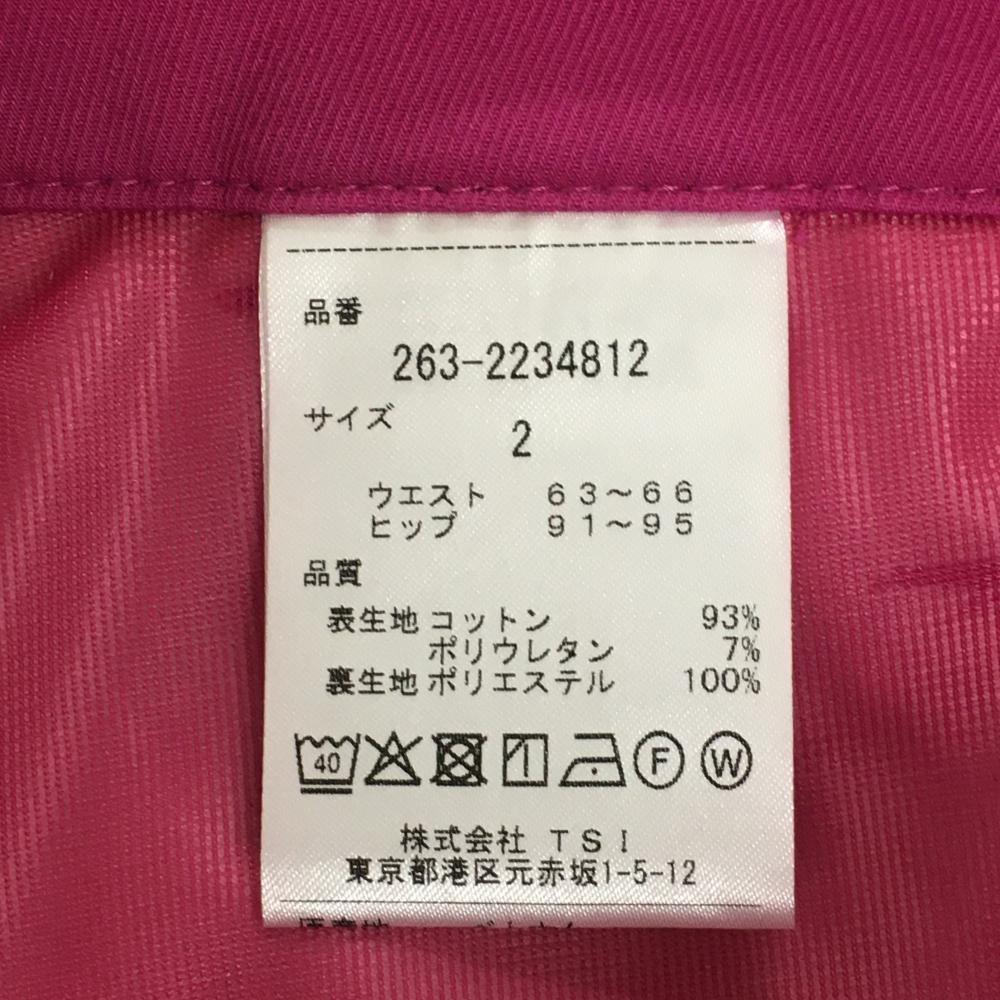 品番
263-2234812
サイズ
2
ウエスト 63～66
ヒップ 91～95
品質
表生地 コットン 93%
ポリウレタン 7%
裏生地 ポリエステル 100%
40 F W
株式会社 TSI
東京都港区元赤坂1-5-12